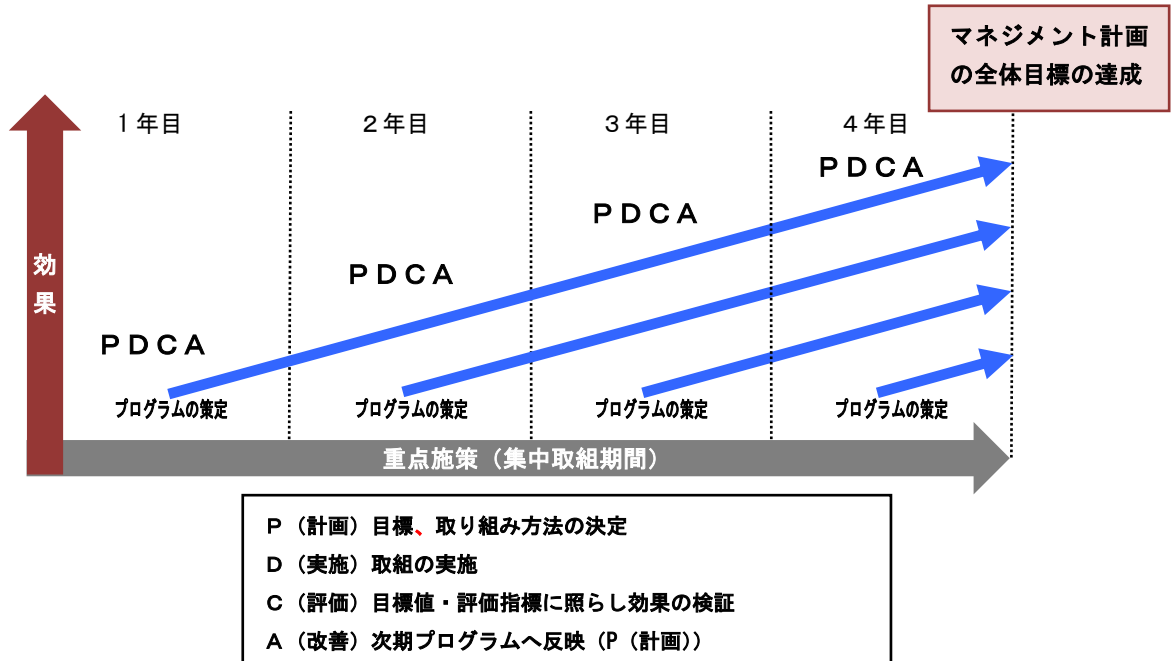 マネジメント計画
の全体目標の達成
１年目
２年目
３年目
４年目
ＰＤＣＡ
ＰＤＣＡ
ＰＤＣＡ
ＰＤＣＡ
効果
プログラムの策定
プログラムの策定
プログラムの策定
プログラムの策定
重点施策（集中取組期間）
Ｐ（計画）目標、取り組み方法の決定
Ｄ（実施）取組の実施
Ｃ（評価）目標値・評価指標に照らし効果の検証
Ａ（改善）次期プログラムへ反映（P（計画））